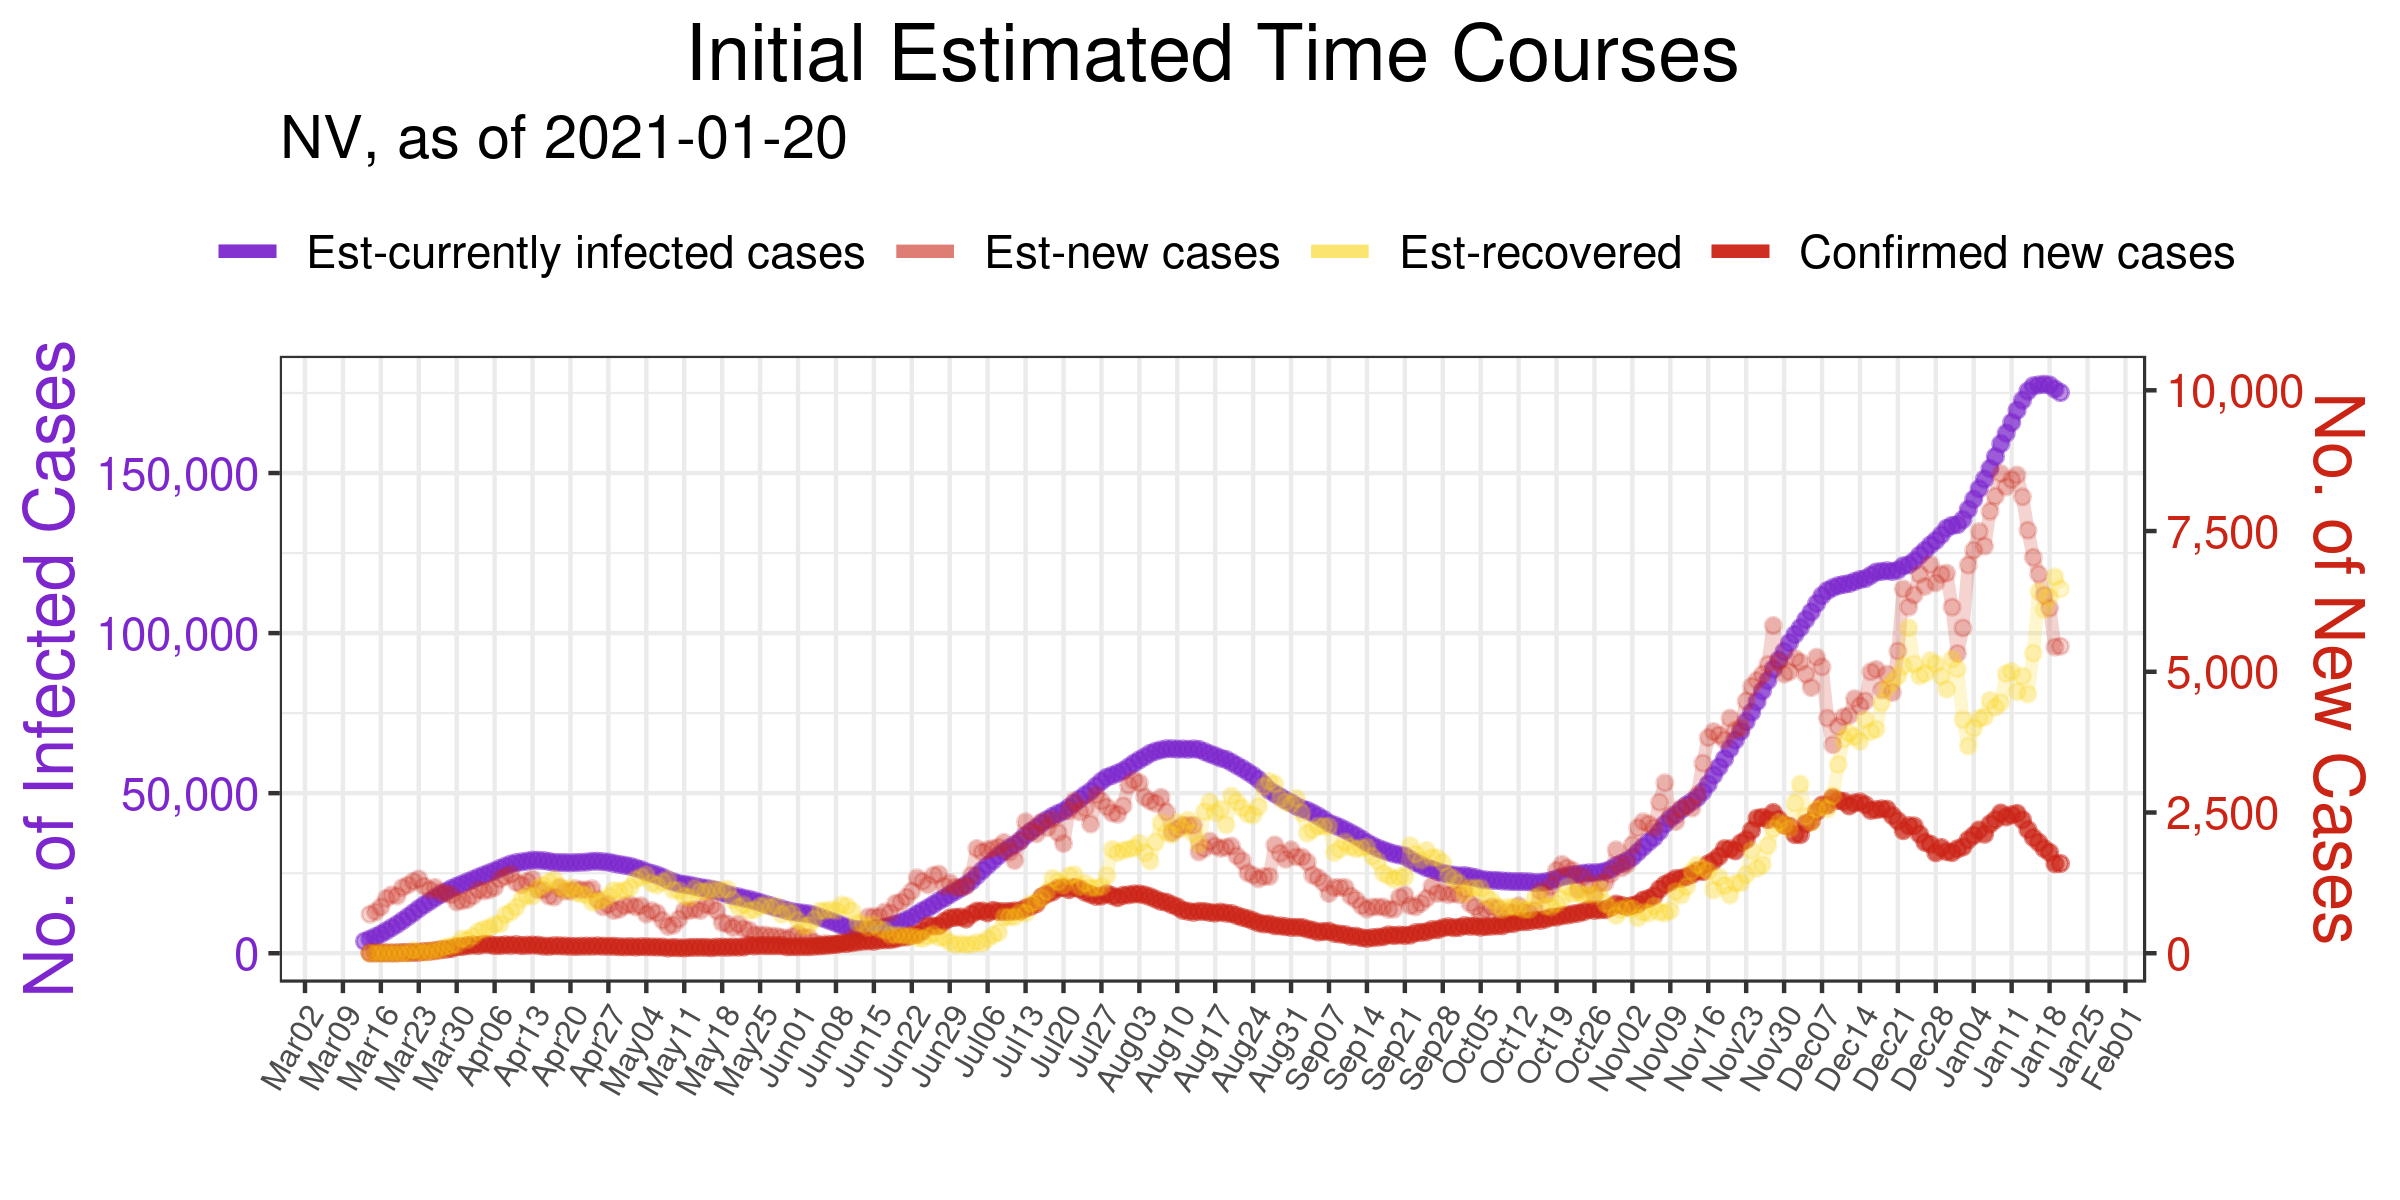 Initial Estimated Time Courses
NV, as of 2021-01-20
Est-currently infected cases
Est-new cases
Est-recovered
Confirmed new cases
No. of Infected Cases
150,000
100,000
50,000
0
10,000
7,500
5,000
2,500
0
No. of New Cases
Mar02
Mar09
Mar16
Mar23
Mar30
Apr06
Apr13
Apr20
Apr27
May04
May11
May18
May25
Jun01
Jun08
Jun15
Jun22
Jun29
Jul06
Jul13
Jul20
Jul27
Aug03
Aug10
Aug17
Aug24
Aug31
Sep07
Sep14
Sep21
Sep28
Oct05
Oct12
Oct19
Oct26
Nov02
Nov09
Nov16
Nov23
Nov30
Dec07
Dec14
Dec21
Dec28
Jan04
Jan11
Jan18
Jan25
Feb01